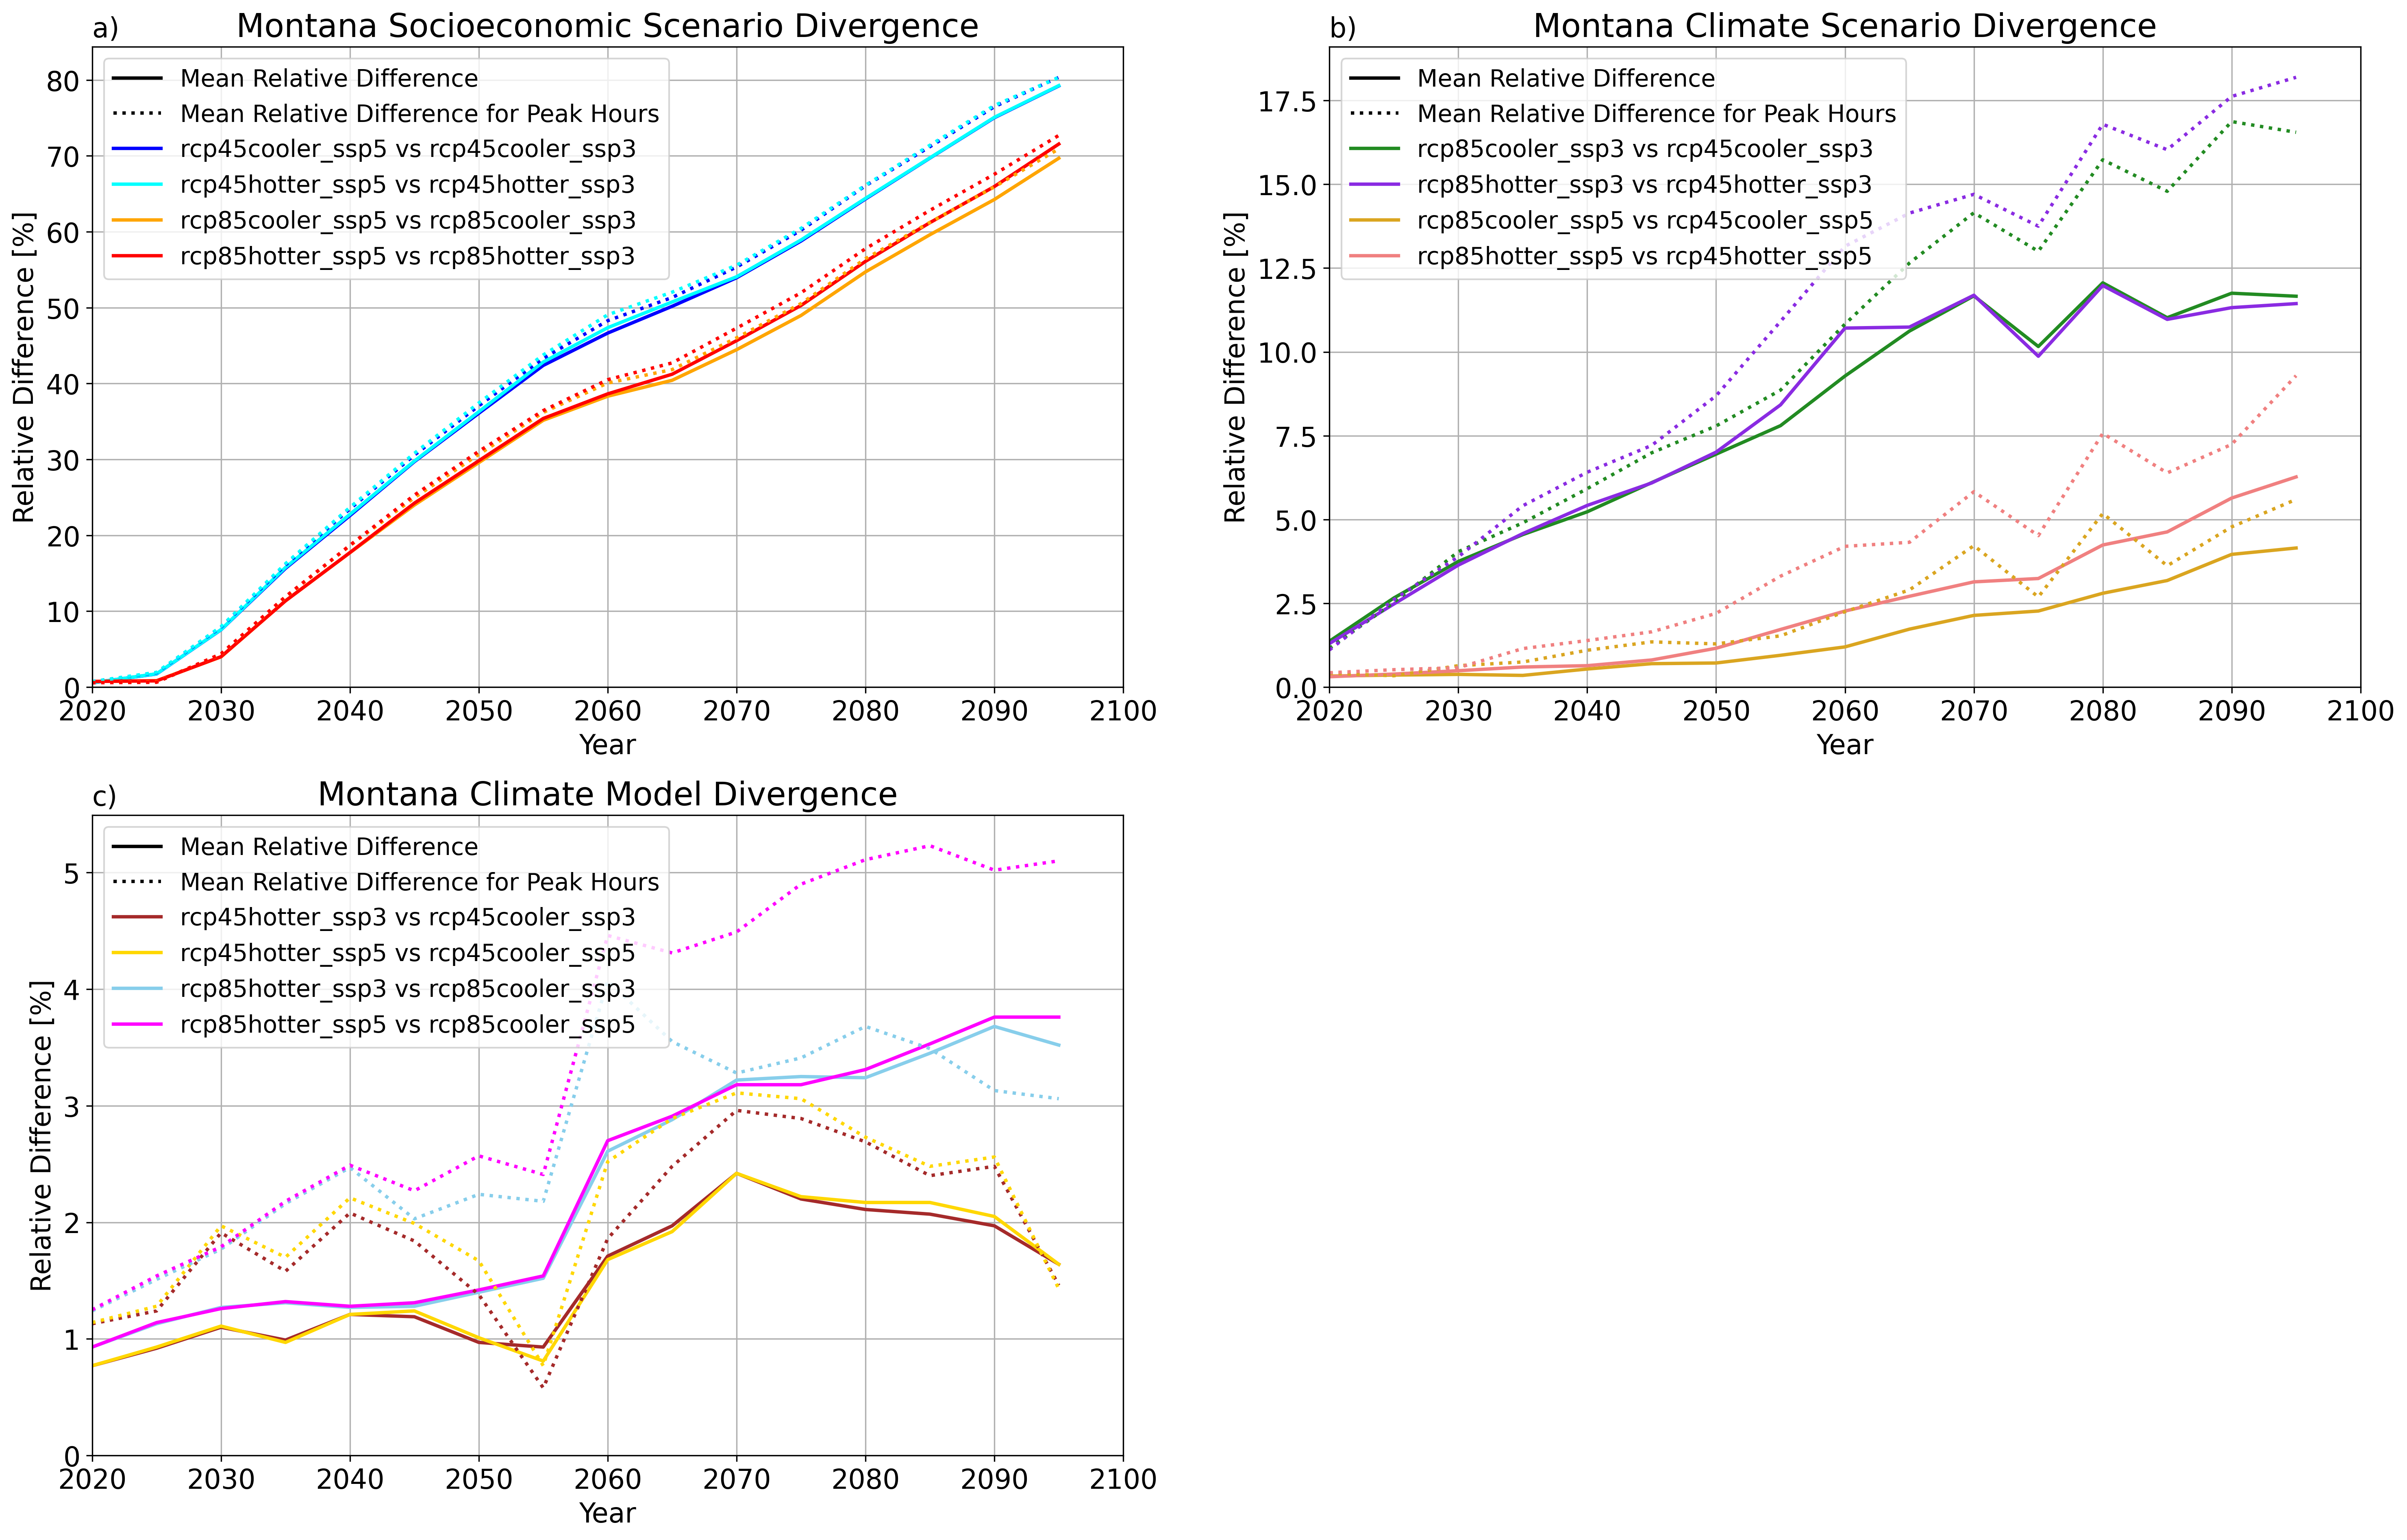 a)
Montana Socioeconomic Scenario Divergence
Mean Relative Difference
Mean Relative Difference for Peak Hours
rcp45cooler_ssp5 vs rcp45cooler_ssp3
rcp45hotter_ssp5 vs rcp45hotter_ssp3
rcp85cooler_ssp5 vs rcp85cooler_ssp3
rcp85hotter_ssp5 vs rcp85hotter_ssp3
Relative Difference [%]
80
70
60
50
40
30
20
10
0
2020 2030 2040 2050 2060 2070 2080 2090 2100
Year
b)
Montana Climate Scenario Divergence
Mean Relative Difference
Mean Relative Difference for Peak Hours
rcp85cooler_ssp3 vs rcp45cooler_ssp3
rcp85hotter_ssp3 vs rcp45hotter_ssp3
rcp85cooler_ssp5 vs rcp45cooler_ssp5
rcp85hotter_ssp5 vs rcp45hotter_ssp5
Relative Difference [%]
17.5
15.0
12.5
10.0
7.5
5.0
2.5
0.0
2020 2030 2040 2050 2060 2070 2080 2090 2100
Year
c)
Montana Climate Model Divergence
Mean Relative Difference
Mean Relative Difference for Peak Hours
rcp45hotter_ssp3 vs rcp45cooler_ssp3
rcp45hotter_ssp5 vs rcp45cooler_ssp5
rcp85hotter_ssp3 vs rcp85cooler_ssp3
rcp85hotter_ssp5 vs rcp85cooler_ssp5
Relative Difference [%]
5
4
3
2
1
0
2020 2030 2040 2050 2060 2070 2080 2090 2100
Year